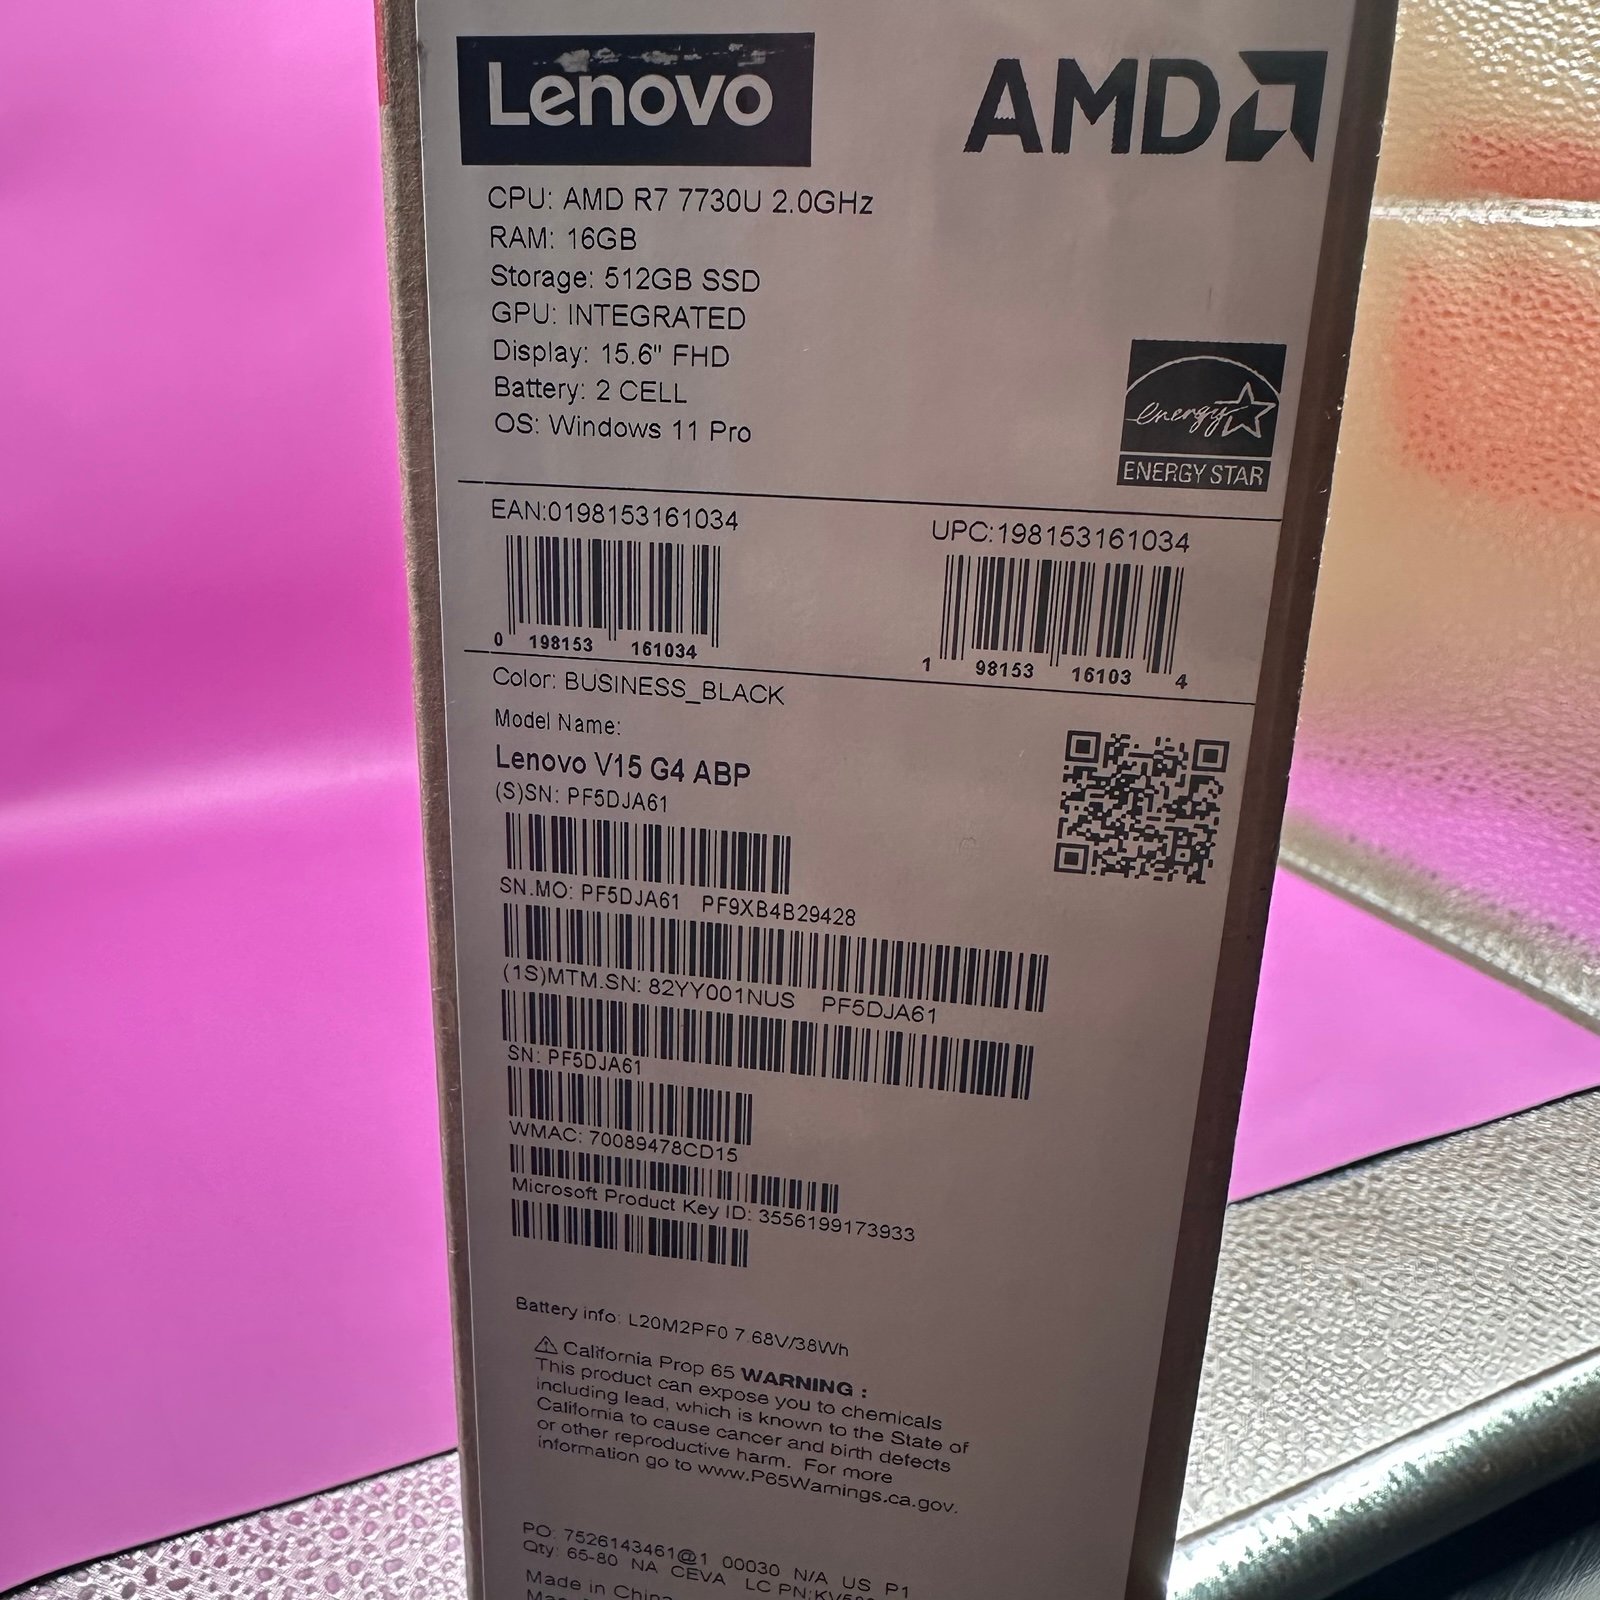 Lenovo
AMD
CPU: AMD R7 7730U 2.0GHz
RAM: 16GB
Storage: 512GB SSD
GPU: INTEGRATED
Display: 15.6" FHD
Battery: 2 CELL
OS: Windows 11 Pro
energy
ENERGY STAR
EAN:0198153161034
0 198153 161034
UPC:198153161034
1 98153 16103 4
Color: BUSINESS_BLACK
Model Name:
Lenovo V15 G4 ABP
(S)SN: PF5DJA61
SN.MO: PF5DJA61 PF9XB4B29428
(1S)MTM.SN: 82YY001NUS PF5DJA61
SN: PF5DJA61
WMAC: 70089478CD15
Microsoft Product Key ID: 3556199173933
Battery info: L20M2PF0 7.68V/38Wh
California Prop 65 WARNING :
This product can expose you to chemicals
including lead, which is known to the State of
California to cause cancer and birth defects
or other reproductive harm. For more
information go to www.P65Warnings.ca.gov.
PO: 7526143461@1 00030 N/A US P1
Qty: 65-80 NA CEVA LC PN:
Made in China